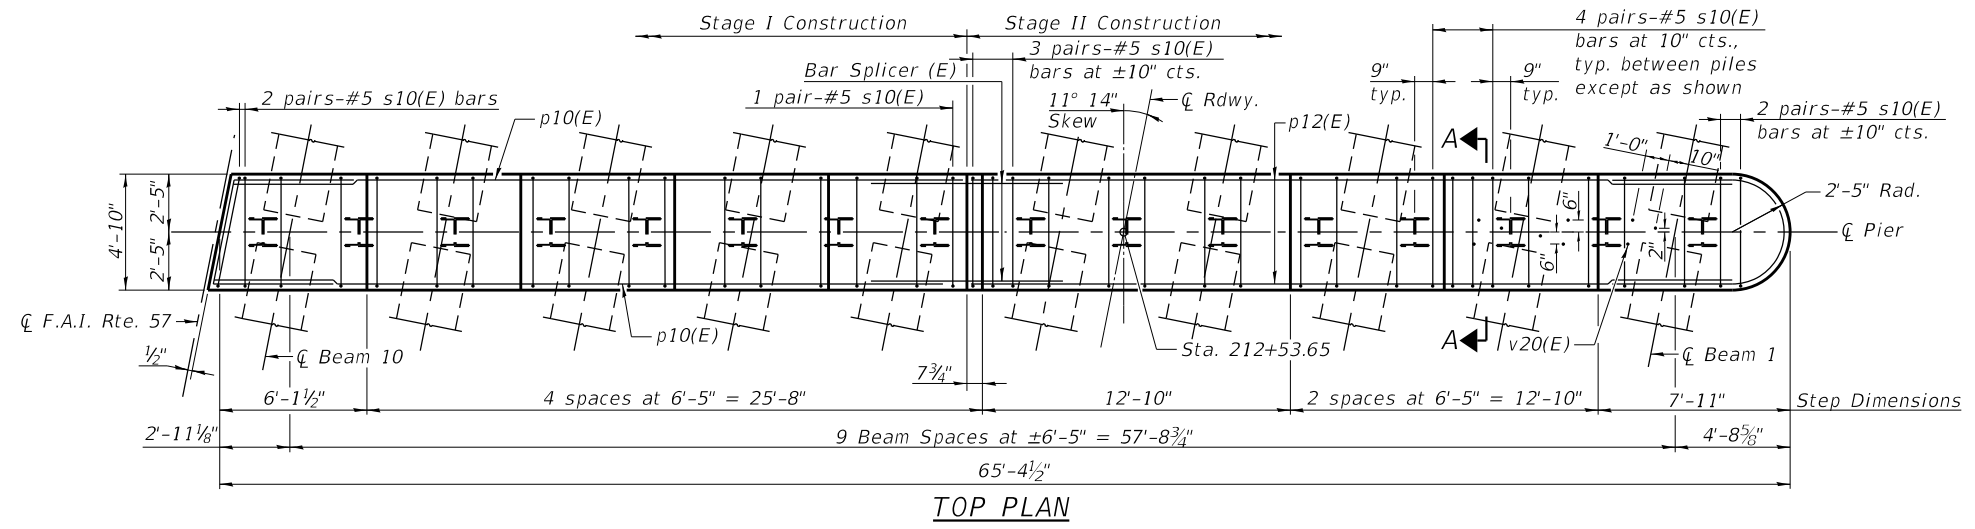 Stage I Construction
Stage II Construction
4 pairs-#5 s10(E)
bars at 10" cts.,
typ. between piles
except as shown
3 pairs-#5 s10(E)
bars at ±10" cts.
Bar Splicer (E)
9"
typ.
9"
typ.
2 pairs-#5 s10(E) bars
p10(E)
1 pair-#5 s10(E)
11° 14"
Skew
℄ Rdwy.
p12(E)
2 pairs-#5 s10(E)
bars at ±10" cts.
A
1'-0"
10"
4'-10"
2'-5"
2'-5"
6"
6"
2"
2'-5" Rad.
℄ Pier
℄ F.A.I. Rte. 57
½"
℄ Beam 10
p10(E)
Sta. 212+53.65
A
v20(E)
℄ Beam 1
7¾"
6'-1½"
4 spaces at 6'-5" = 25'-8"
12'-10"
2 spaces at 6'-5" = 12'-10"
7'-11"
Step Dimensions
2'-11⅛"
9 Beam Spaces at ±6'-5" = 57'-8¾"
4'-8⅝"
65'-4½"
TOP PLAN